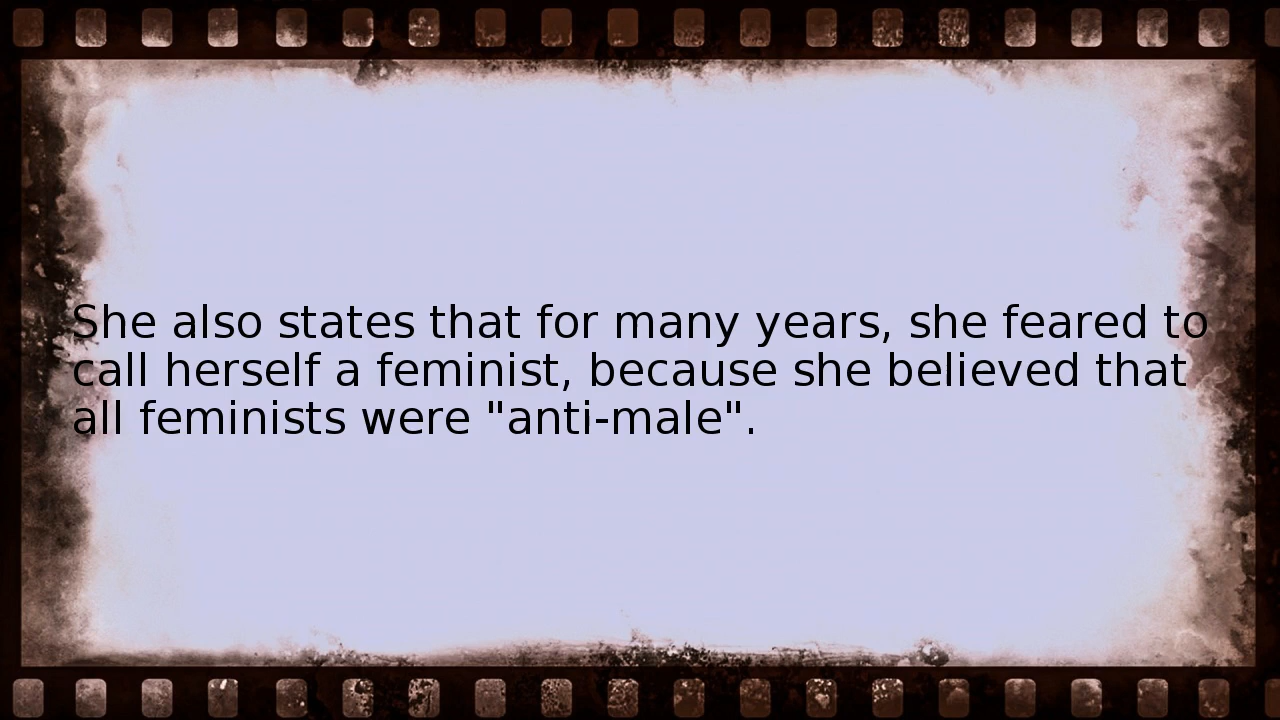 She also states that for many years, she feared to
call herself a feminist, because she believed that
all feminists were "anti-male".